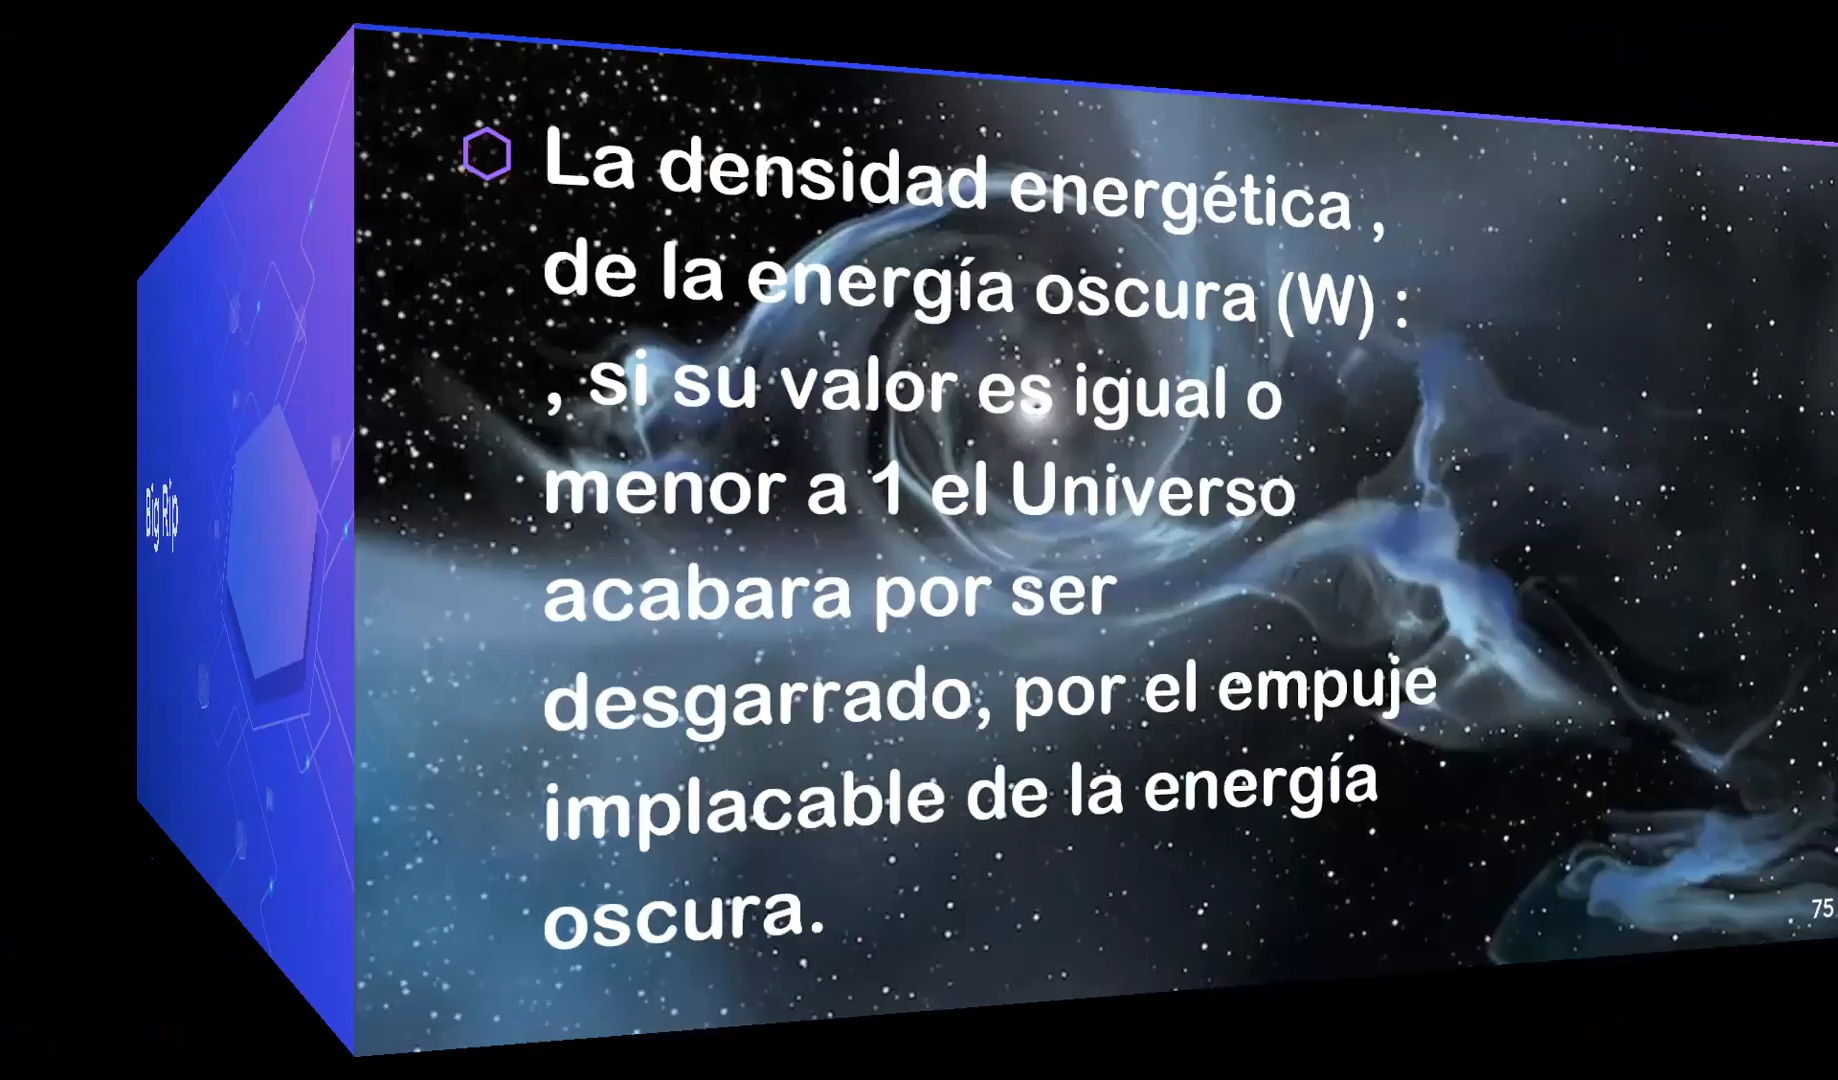 Big Rip
La densidad energética ,
de la energía oscura (W) :
, si su valor es igual o
menor a 1 el Universo
acabara por ser
desgarrado, por el empuje
implacable de la energía
oscura.
75